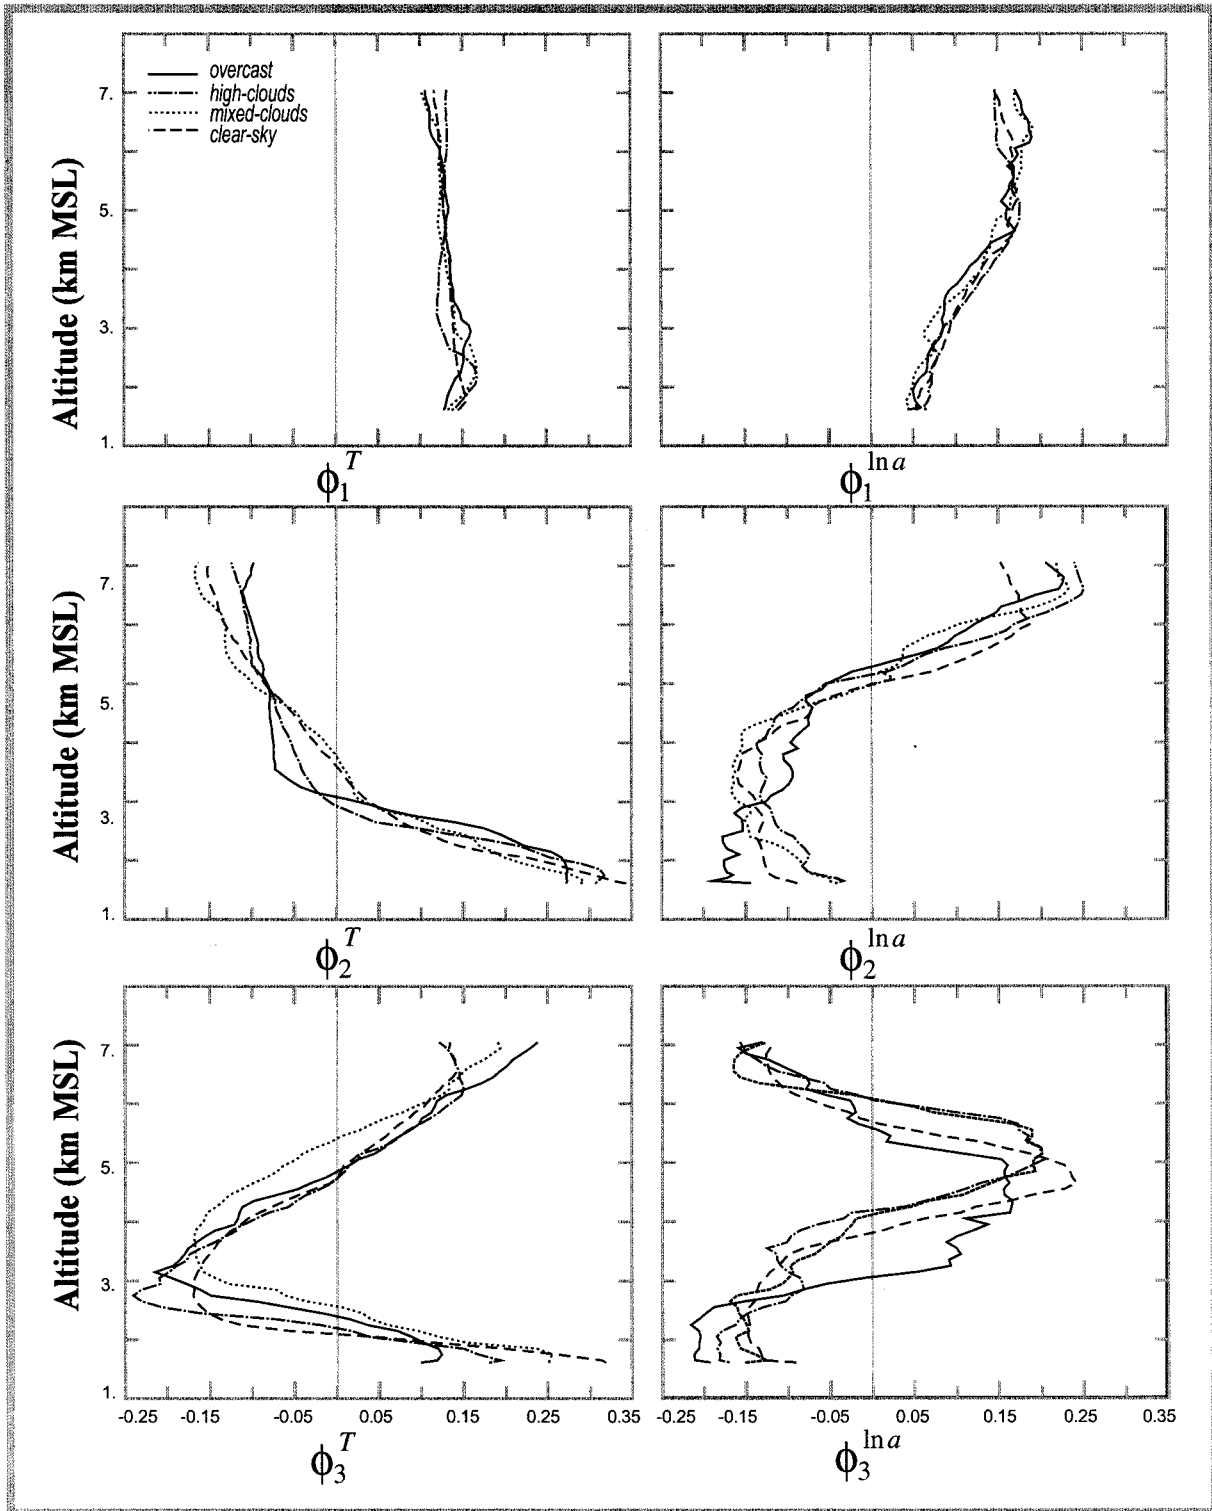 overcast
high-clouds
mixed-clouds
clear-sky
Altitude (km MSL)
7.
5.
3.
1.
ϕ₁ᵀ
ϕ₁ˡⁿ ᵃ
Altitude (km MSL)
7.
5.
3.
1.
ϕ₂ᵀ
ϕ₂ˡⁿ ᵃ
Altitude (km MSL)
7.
5.
3.
1.
-0.25 -0.15 -0.05 0.05 0.15 0.25 0.35
-0.25 -0.15 -0.05 0.05 0.15 0.25 0.35
ϕ₃ᵀ
ϕ₃ˡⁿ ᵃ